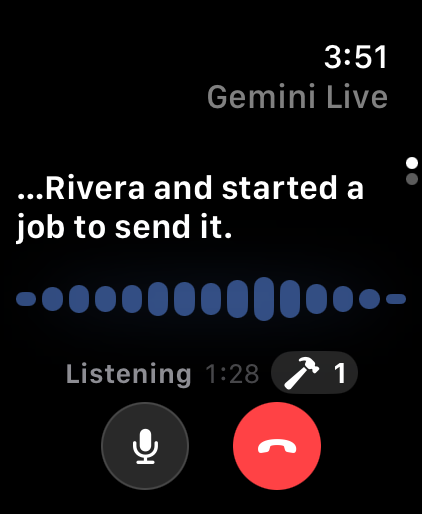 3:51
Gemini Live
...Rivera and started a
job to send it.
Listening 1:28 1